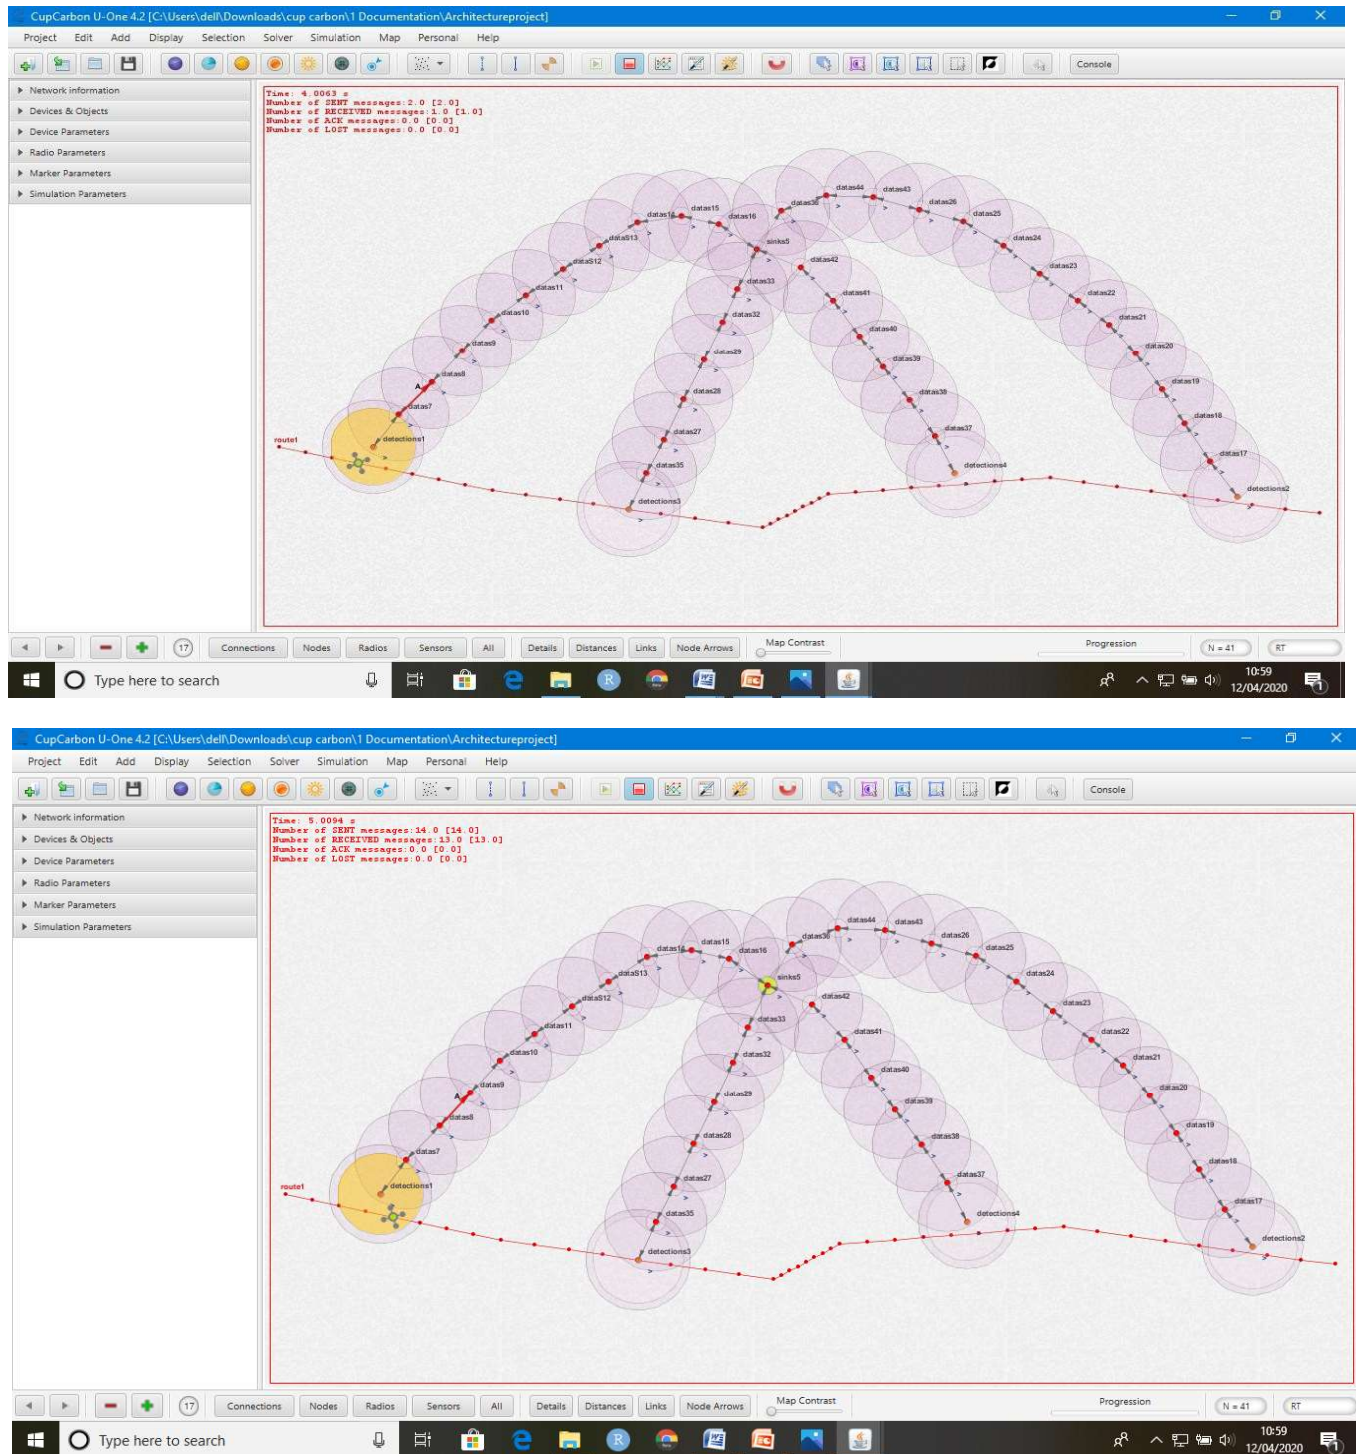 CupCarbon U-One 4.2 [C:\Users\dell\Downloads\cup carbon\1 Documentation\Architectureproject]
Project Edit Add Display Selection Solver Simulation Map Personal Help
Console
Network information
Devices & Objects
Device Parameters
Radio Parameters
Marker Parameters
Simulation Parameters
Time: 4.0063 s
Number of SENT messages:2.0 [2.0]
Number of RECEIVED messages:1.0 [1.0]
Number of ACK messages:0.0 [0.0]
Number of LOST messages:0.0 [0.0]
datas44 datas43
datas36 datas26
datas14 datas15 datas16 datas25
dataS13 sinks5 datas24
dataS12 datas42 datas23
datas11 datas33 datas41 datas22
datas10 datas32 datas40 datas21
datas9 datas29 datas39 datas20
A datas8 datas28 datas38 datas19
datas7 datas27 datas37 datas18
route1 detections1 datas35 detections4 datas17
detections3 detections2
17 Connections Nodes Radios Sensors All Details Distances Links Node Arrows Map Contrast Progression N = 41 RT
Type here to search
10:59
12/04/2020
CupCarbon U-One 4.2 [C:\Users\dell\Downloads\cup carbon\1 Documentation\Architectureproject]
Project Edit Add Display Selection Solver Simulation Map Personal Help
Console
Network information
Devices & Objects
Device Parameters
Radio Parameters
Marker Parameters
Simulation Parameters
Time: 5.0094 s
Number of SENT messages:14.0 [14.0]
Number of RECEIVED messages:13.0 [13.0]
Number of ACK messages:0.0 [0.0]
Number of LOST messages:0.0 [0.0]
datas44 datas43
datas36 datas26
datas14 datas15 datas16 datas25
dataS13 sinks5 datas24
dataS12 datas42 datas23
datas11 datas33 datas41 datas22
datas10 datas32 datas40 datas21
A datas9 datas29 datas39 datas20
datas8 datas28 datas38 datas19
datas7 datas27 datas37 datas18
route1 detections1 datas35 detections4 datas17
detections3 detections2
17 Connections Nodes Radios Sensors All Details Distances Links Node Arrows Map Contrast Progression N = 41 RT
Type here to search
10:59
12/04/2020